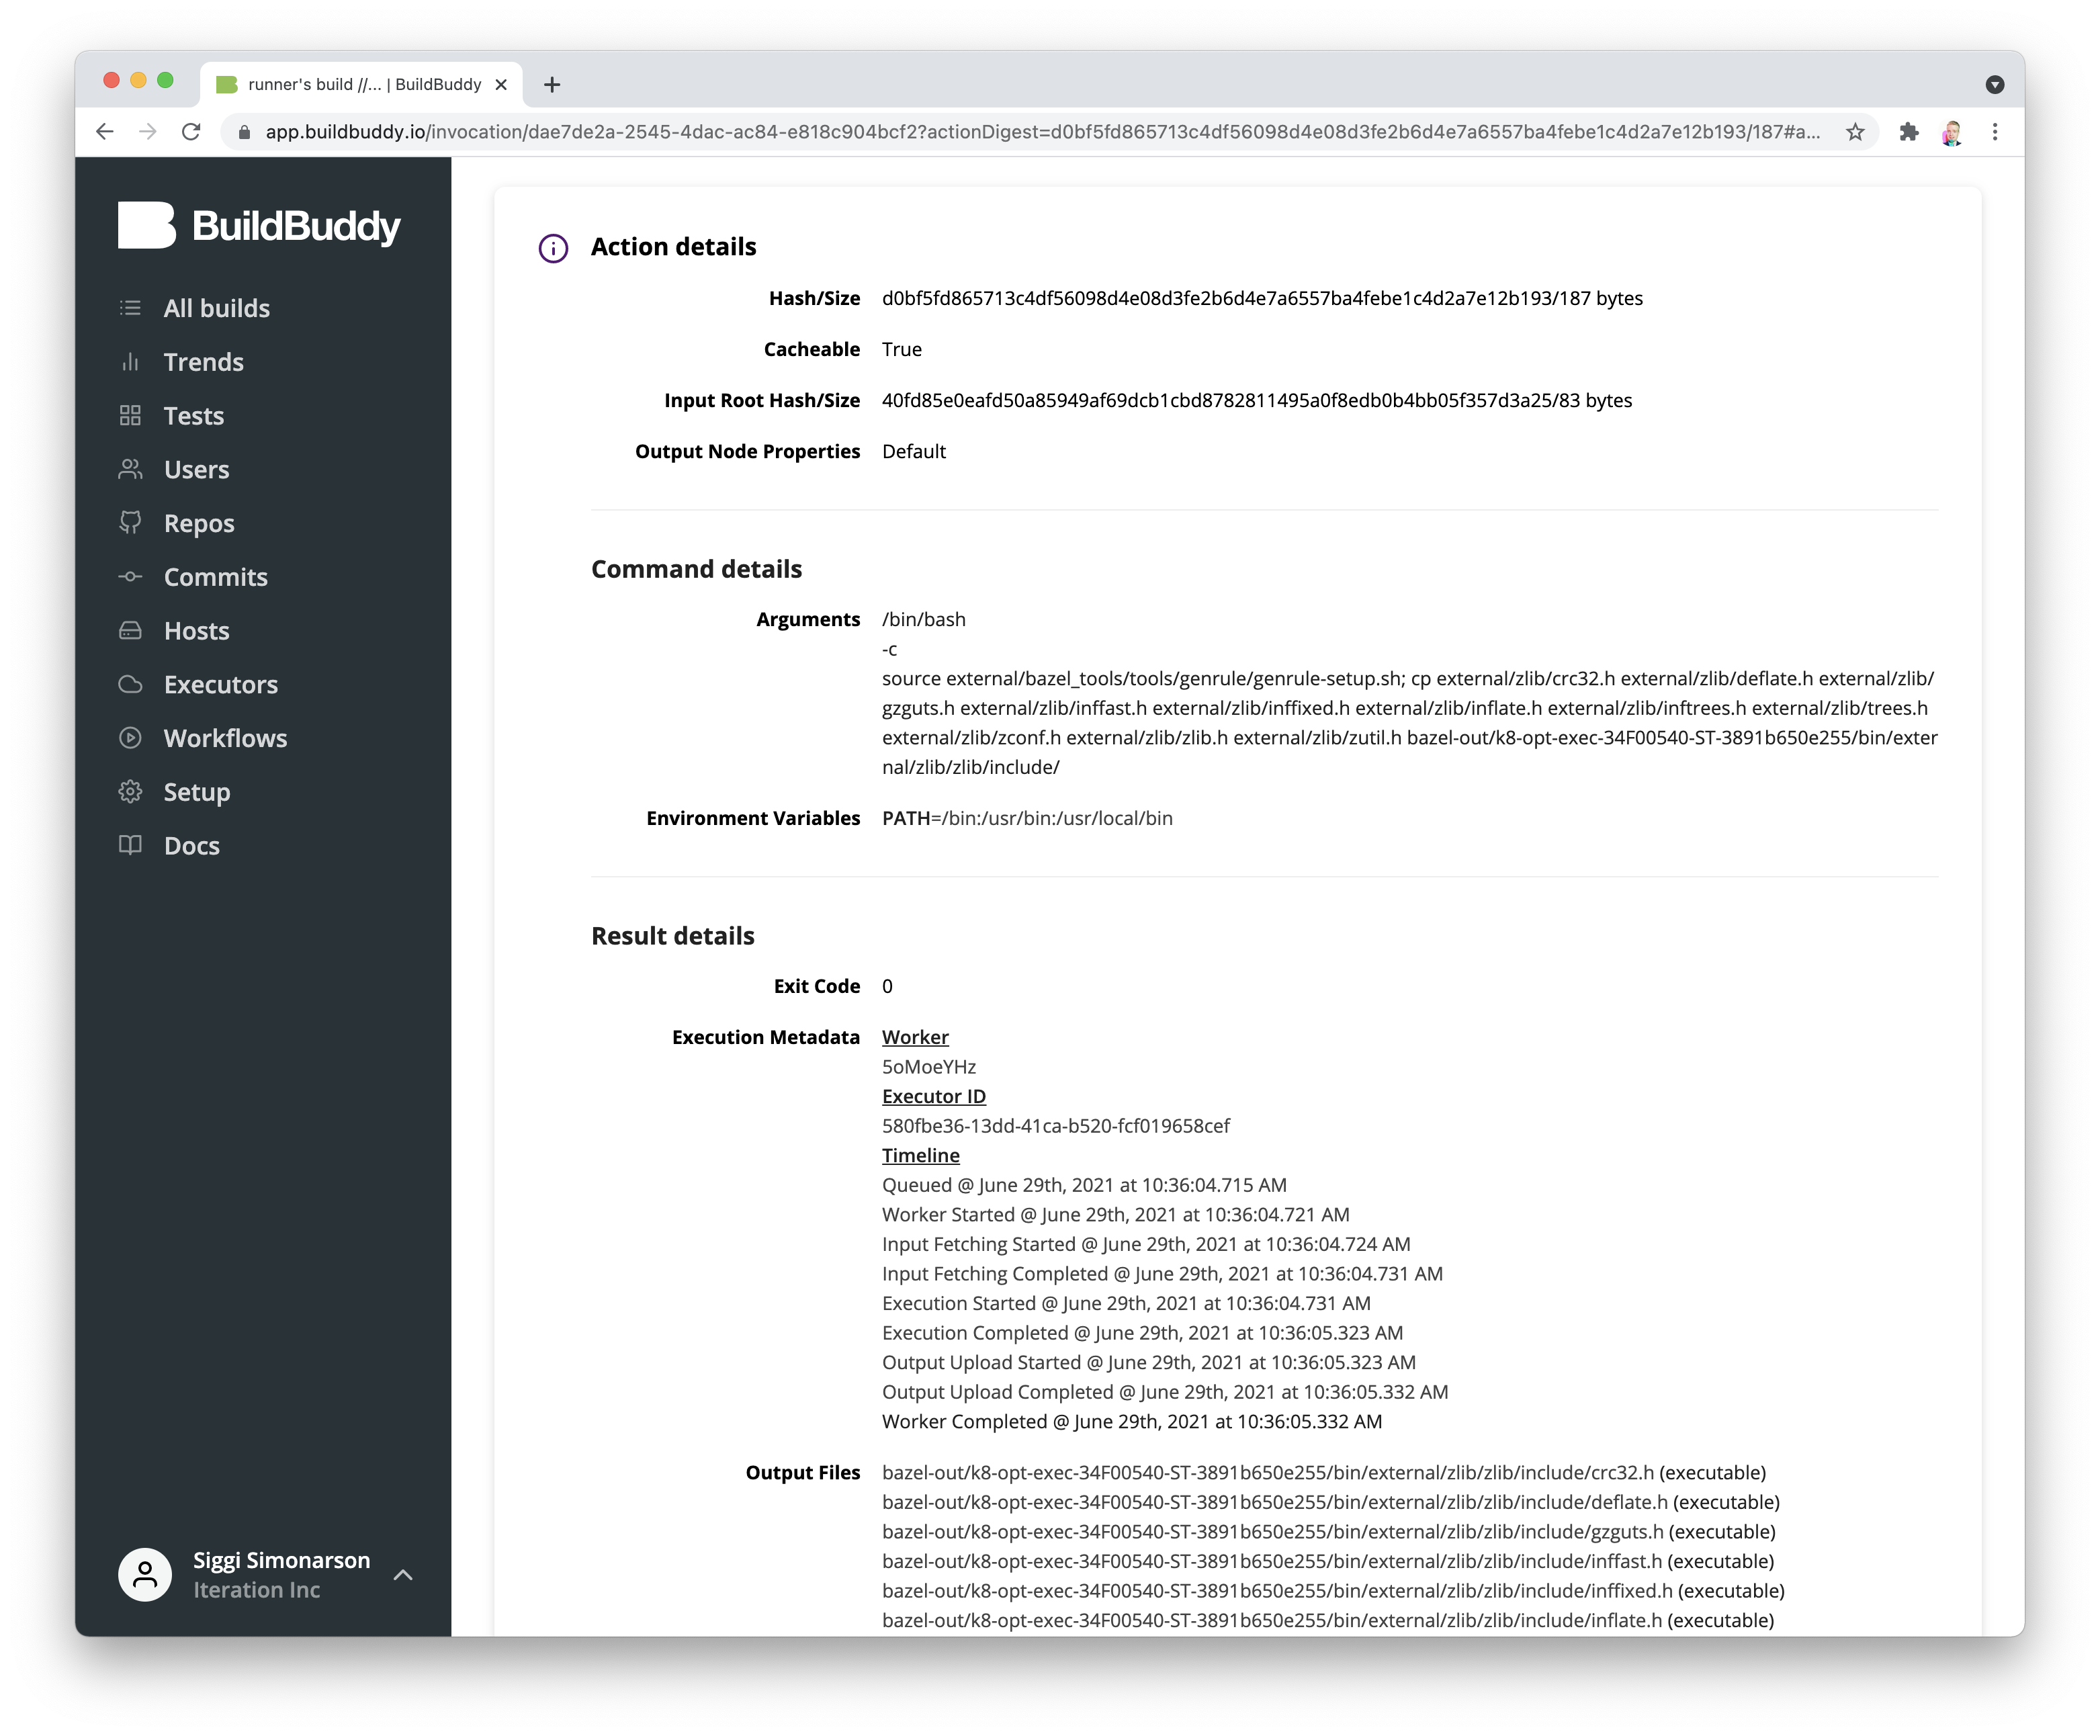 runner's build //... | BuildBuddy
app.buildbuddy.io/invocation/dae7de2a-2545-4dac-ac84-e818c904bcf2?actionDigest=d0bf5fd865713c4df56098d4e08d3fe2b6d4e7a6557ba4febe1c4d2a7e12b193/187#a...
BuildBuddy
All builds
Trends
Tests
Users
Repos
Commits
Hosts
Executors
Workflows
Setup
Docs
Siggi Simonarson
Iteration Inc
Action details
Hash/Size d0bf5fd865713c4df56098d4e08d3fe2b6d4e7a6557ba4febe1c4d2a7e12b193/187 bytes
Cacheable True
Input Root Hash/Size 40fd85e0eafd50a85949af69dcb1cbd8782811495a0f8edb0b4bb05f357d3a25/83 bytes
Output Node Properties Default
Command details
Arguments /bin/bash
-c
source external/bazel_tools/tools/genrule/genrule-setup.sh; cp external/zlib/crc32.h external/zlib/deflate.h external/zlib/
gzguts.h external/zlib/inffast.h external/zlib/inffixed.h external/zlib/inflate.h external/zlib/inftrees.h external/zlib/trees.h
external/zlib/zconf.h external/zlib/zlib.h external/zlib/zutil.h bazel-out/k8-opt-exec-34F00540-ST-3891b650e255/bin/exter
nal/zlib/zlib/include/
Environment Variables PATH=/bin:/usr/bin:/usr/local/bin
Result details
Exit Code 0
Execution Metadata Worker
5oMoeYHz
Executor ID
580fbe36-13dd-41ca-b520-fcf019658cef
Timeline
Queued @ June 29th, 2021 at 10:36:04.715 AM
Worker Started @ June 29th, 2021 at 10:36:04.721 AM
Input Fetching Started @ June 29th, 2021 at 10:36:04.724 AM
Input Fetching Completed @ June 29th, 2021 at 10:36:04.731 AM
Execution Started @ June 29th, 2021 at 10:36:04.731 AM
Execution Completed @ June 29th, 2021 at 10:36:05.323 AM
Output Upload Started @ June 29th, 2021 at 10:36:05.323 AM
Output Upload Completed @ June 29th, 2021 at 10:36:05.332 AM
Worker Completed @ June 29th, 2021 at 10:36:05.332 AM
Output Files bazel-out/k8-opt-exec-34F00540-ST-3891b650e255/bin/external/zlib/zlib/include/crc32.h (executable)
bazel-out/k8-opt-exec-34F00540-ST-3891b650e255/bin/external/zlib/zlib/include/deflate.h (executable)
bazel-out/k8-opt-exec-34F00540-ST-3891b650e255/bin/external/zlib/zlib/include/gzguts.h (executable)
bazel-out/k8-opt-exec-34F00540-ST-3891b650e255/bin/external/zlib/zlib/include/inffast.h (executable)
bazel-out/k8-opt-exec-34F00540-ST-3891b650e255/bin/external/zlib/zlib/include/inffixed.h (executable)
bazel-out/k8-opt-exec-34F00540-ST-3891b650e255/bin/external/zlib/zlib/include/inflate.h (executable)